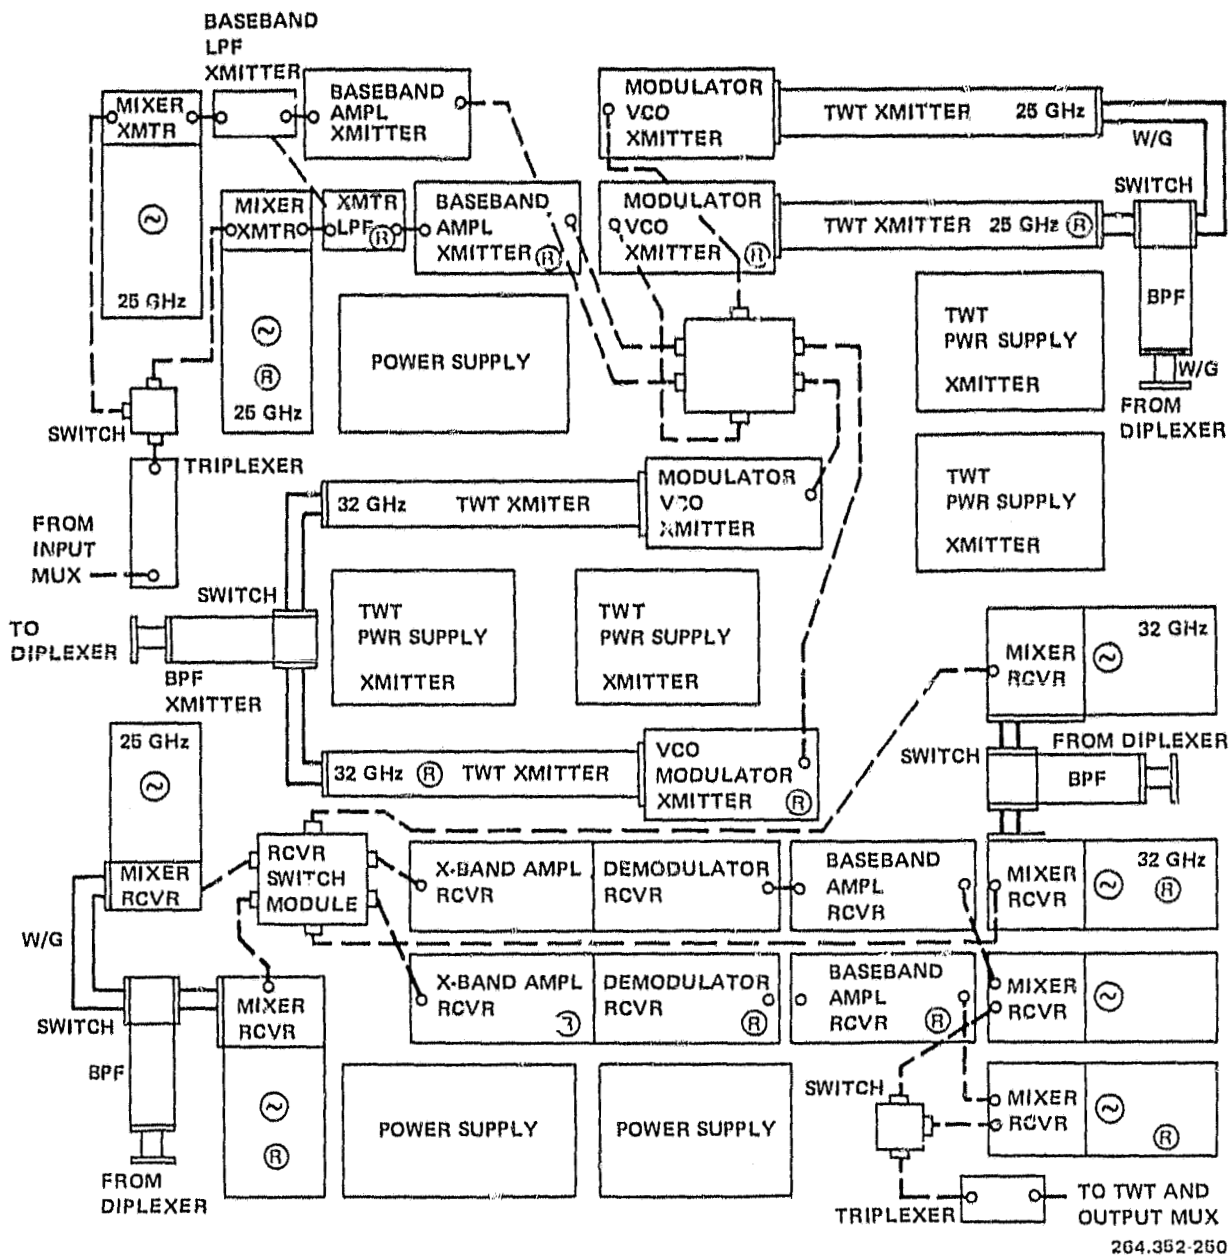 BASEBAND
LPF
XMITTER
MIXER
XMTR
25 GHz
BASEBAND
AMPL
XMITTER
MODULATOR
VCO
XMITTER
TWT XMITTER 25 GHz
W/G
SWITCH
MIXER
XMTR
R
25 GHz
XMTR
LPF R
BASEBAND
AMPL
XMITTER R
MODULATOR
VCO
XMITTER R
TWT XMITTER 25 GHz R
BPF
W/G
FROM
DIPLEXER
POWER SUPPLY
TWT
PWR SUPPLY
XMITTER
SWITCH
TRIPLEXER
FROM
INPUT
MUX
32 GHz TWT XMITER
MODULATOR
VCO
XMITTER
TWT
PWR SUPPLY
XMITTER
SWITCH
TO
DIPLEXER
BPF
XMITTER
TWT
PWR SUPPLY
XMITTER
TWT
PWR SUPPLY
XMITTER
MIXER
RCVR
32 GHz
SWITCH
FROM DIPLEXER
BPF
25 GHz
32 GHz R TWT XMITTER
VCO
MODULATOR
XMITTER R
MIXER
RCVR
RCVR
SWITCH
MODULE
X-BAND AMPL
RCVR
DEMODULATOR
RCVR
BASEBAND
AMPL
RCVR
MIXER
RCVR
32 GHz
R
W/G
SWITCH
BPF
FROM
DIPLEXER
MIXER
RCVR
R
X-BAND AMPL
RCVR R
DEMODULATOR
RCVR R
BASEBAND
AMPL
RCVR R
MIXER
RCVR
POWER SUPPLY
POWER SUPPLY
SWITCH
MIXER
RCVR
R
TRIPLEXER
TO TWT AND
OUTPUT MUX
264.352-250